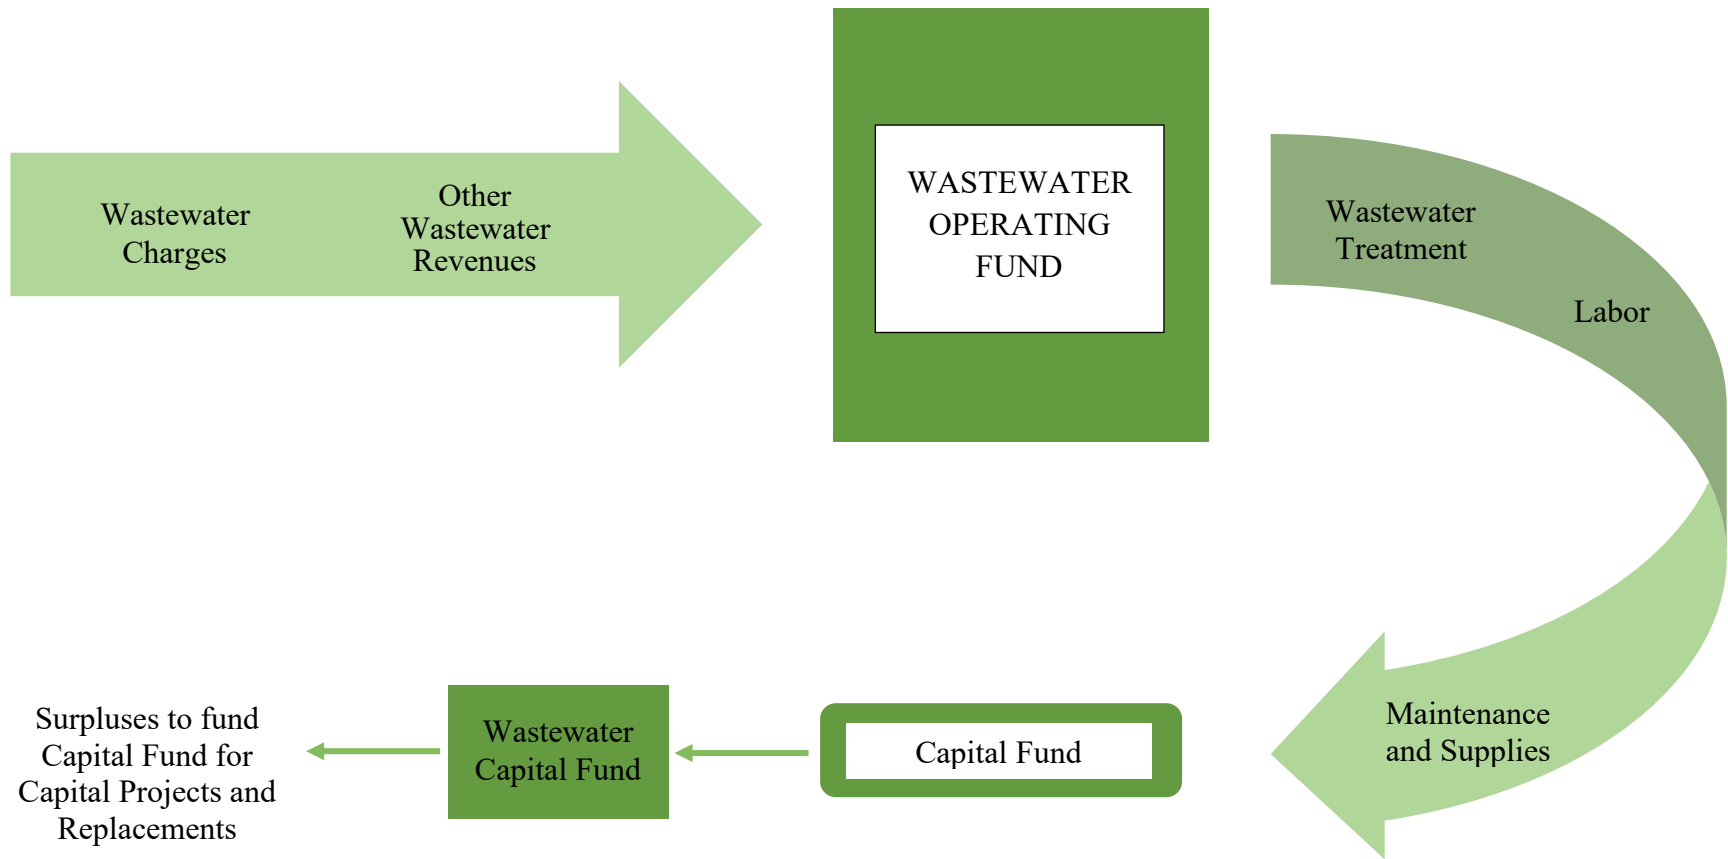 Wastewater
Charges
Other
Wastewater
Revenues
WASTEWATER
OPERATING
FUND
Wastewater
Treatment
Labor
Maintenance
and Supplies
Capital Fund
Wastewater
Capital Fund
Surpluses to fund
Capital Fund for
Capital Projects and
Replacements